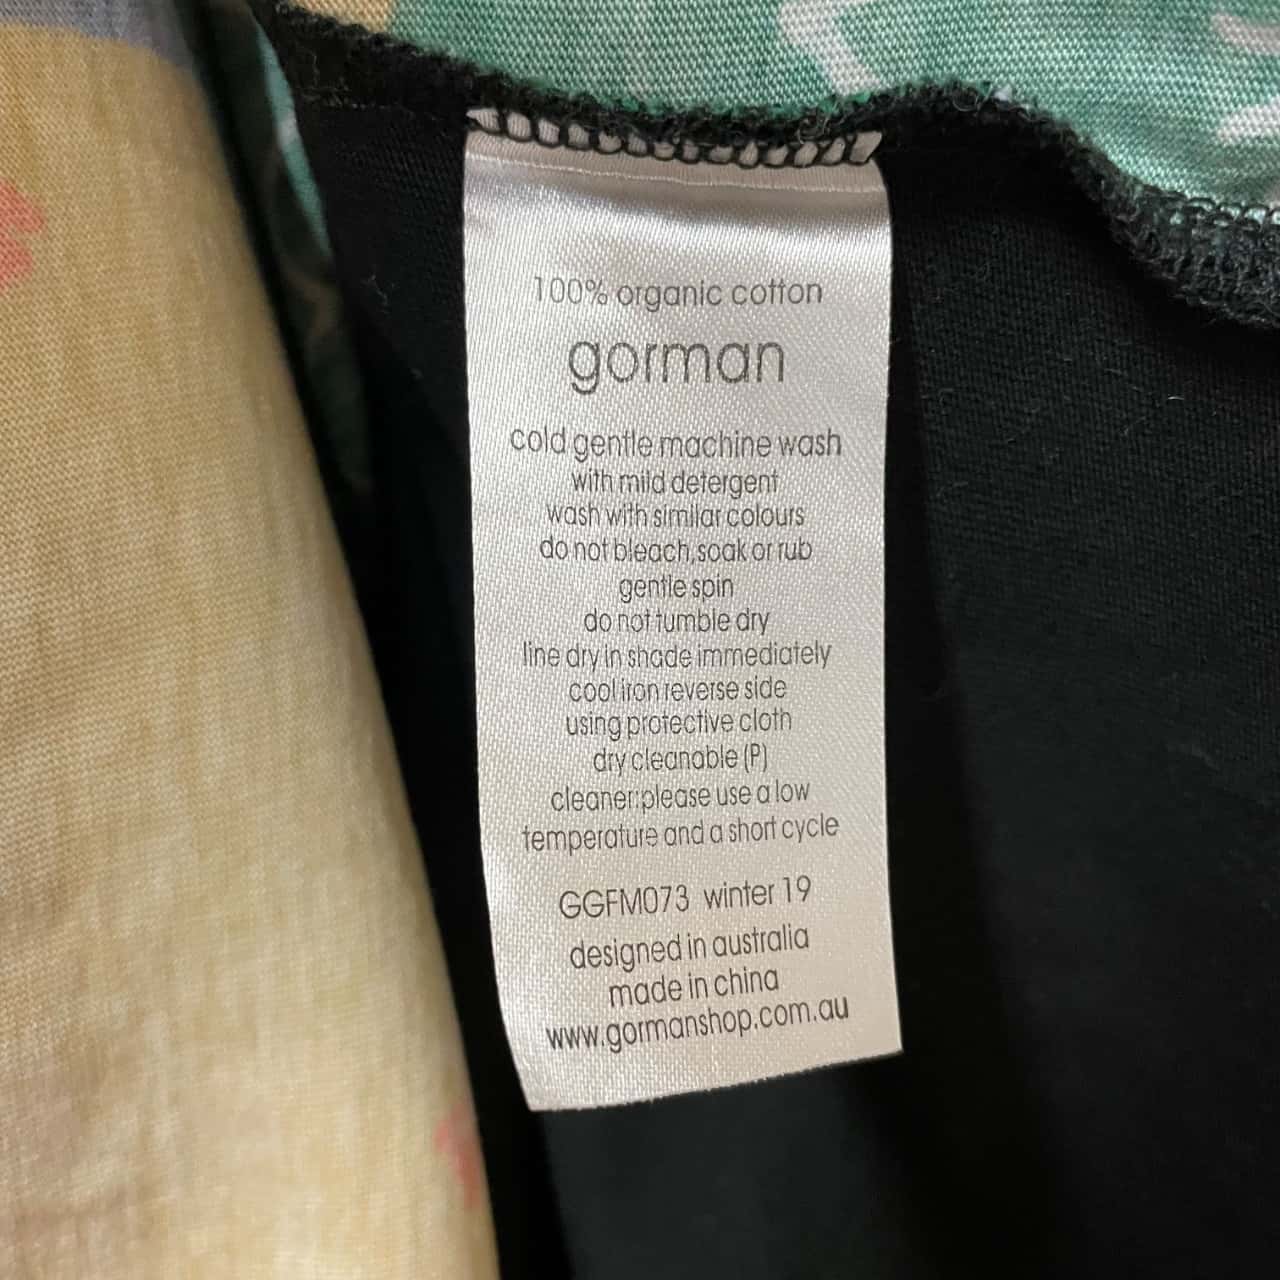 100% organic cotton
gorman
cold gentle machine wash
with mild detergent
wash with similar colours
do not bleach,soak or rub
gentle spin
do not tumble dry
line dry in shade immediately
cool iron reverse side
using protective cloth
dry cleanable (P)
cleaner:please use a low
temperature and a short cycle
GGFM073 winter 19
designed in australia
made in china
www.gormanshop.com.au